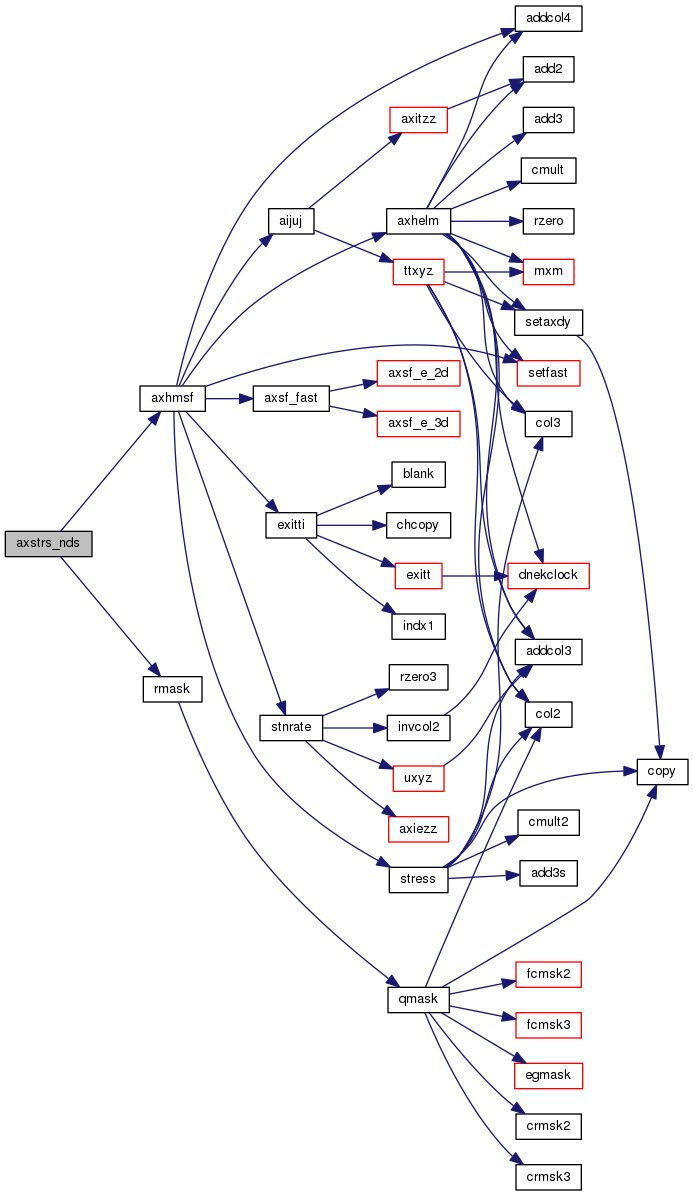 addcol4
add2
axitzz
add3
cmult
aijuj
axhelm
rzero
ttxyz
mxm
setaxdy
axsf_e_2d
setfast
axhmsf
axsf_fast
axsf_e_3d
col3
blank
exitti
chcopy
axstrs_nds
exitt
dnekclock
indx1
addcol3
rzero3
rmask
stnrate
invcol2
col2
uxyz
copy
axiezz
cmult2
stress
add3s
fcmsk2
qmask
fcmsk3
egmask
crmsk2
crmsk3